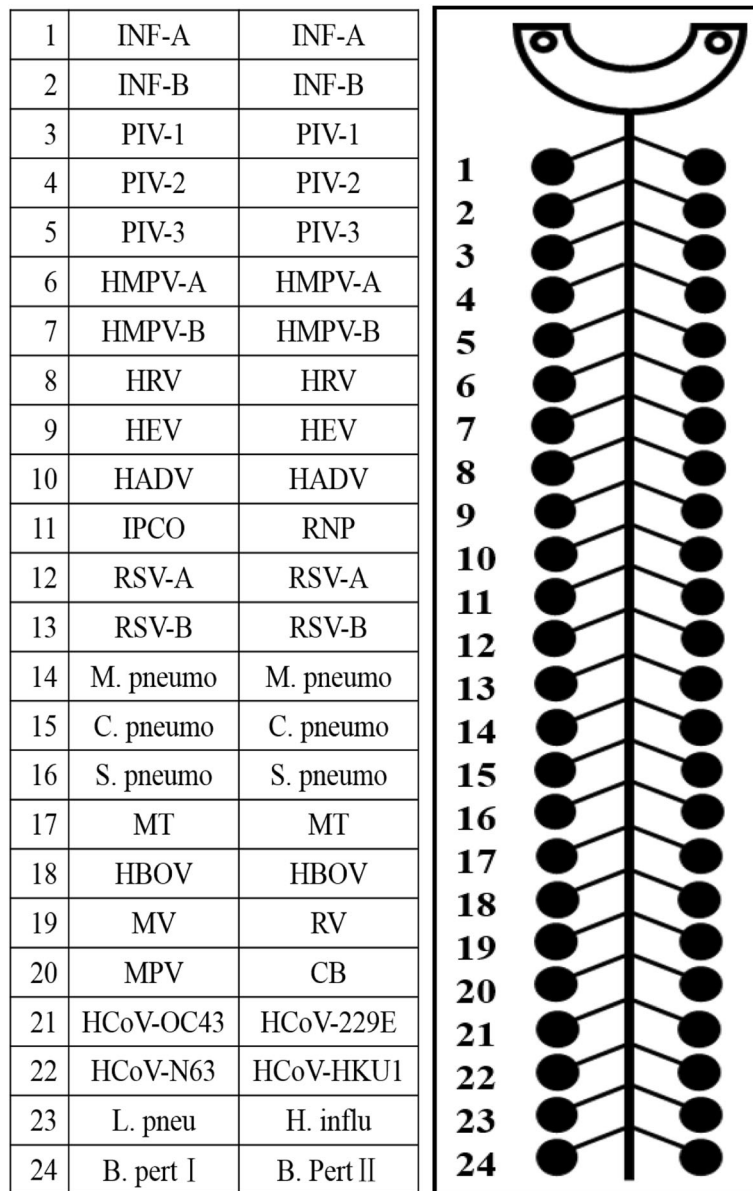 1 INF-A INF-A
2 INF-B INF-B
3 PIV-1 PIV-1
4 PIV-2 PIV-2
5 PIV-3 PIV-3
6 HMPV-A HMPV-A
7 HMPV-B HMPV-B
8 HRV HRV
9 HEV HEV
10 HADV HADV
11 IPCO RNP
12 RSV-A RSV-A
13 RSV-B RSV-B
14 M. pneumo M. pneumo
15 C. pneumo C. pneumo
16 S. pneumo S. pneumo
17 MT MT
18 HBOV HBOV
19 MV RV
20 MPV CB
21 HCoV-OC43 HCoV-229E
22 HCoV-N63 HCoV-HKU1
23 L. pneu H. influ
24 B. pert I B. Pert II
1
2
3
4
5
6
7
8
9
10
11
12
13
14
15
16
17
18
19
20
21
22
23
24